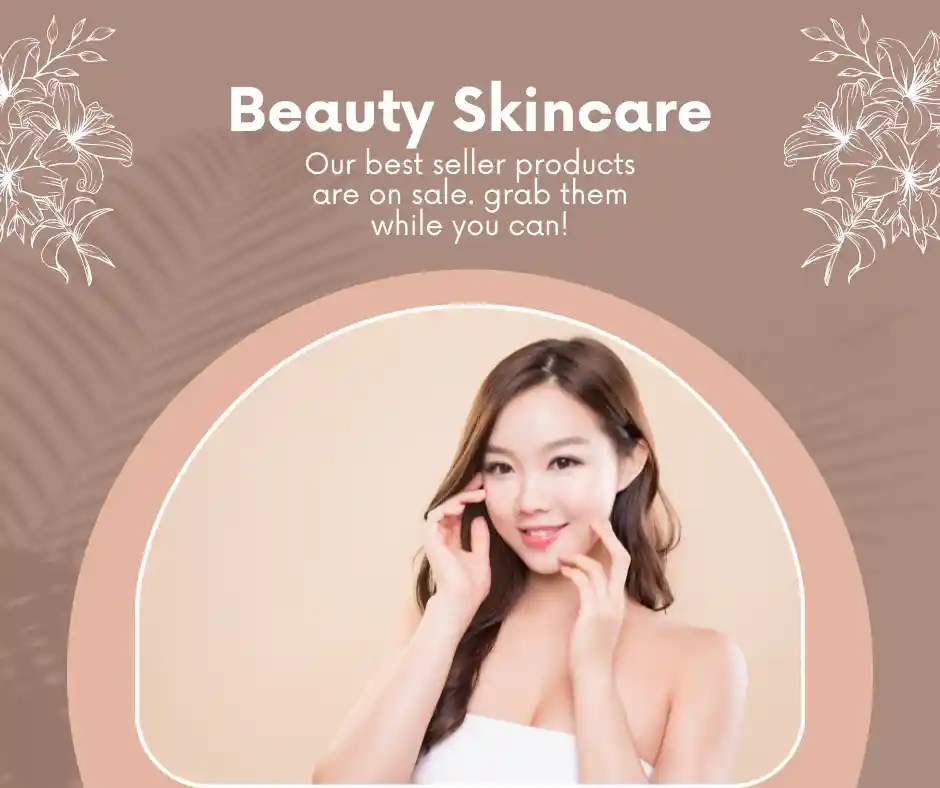 Beauty Skincare
Our best seller products
are on sale. grab them
while you can!